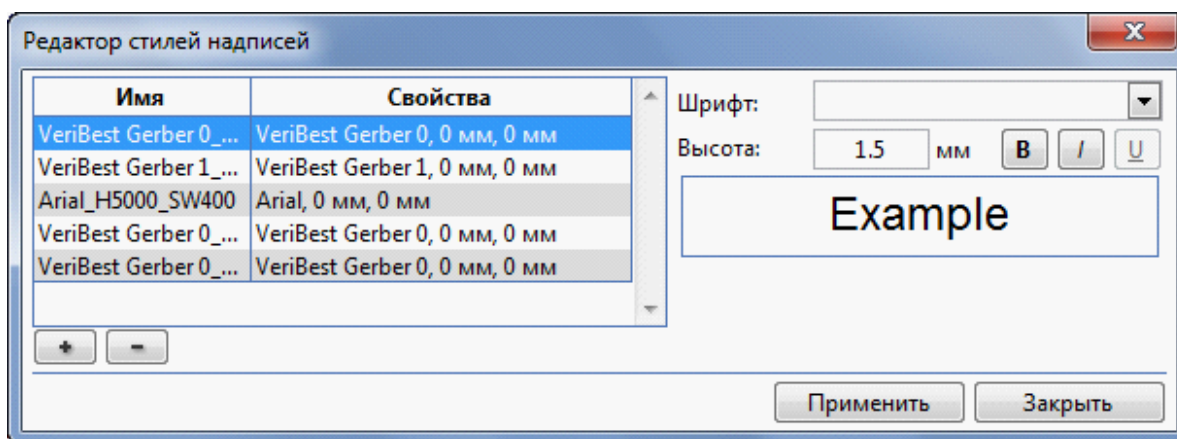 Редактор стилей надписей
Имя Свойства
VeriBest Gerber 0_... VeriBest Gerber 0, 0 мм, 0 мм
VeriBest Gerber 1_... VeriBest Gerber 1, 0 мм, 0 мм
Arial_H5000_SW400 Arial, 0 мм, 0 мм
VeriBest Gerber 0_... VeriBest Gerber 0, 0 мм, 0 мм
VeriBest Gerber 0_... VeriBest Gerber 0, 0 мм, 0 мм
+ -
Шрифт:
Высота: 1.5 мм B I U
Example
Применить Закрыть